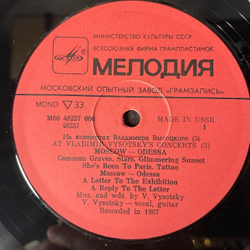 МИНИСТЕРСТВО КУЛЬТУРЫ СССР
ВСЕСОЮЗНАЯ ФИРМА ГРАМПЛАСТИНОК
МЕЛОДИЯ
МОСКОВСКИЙ ОПЫТНЫЙ ЗАВОД «ГРАМЗАПИСЬ»
MONO ▽33
М60 48257 006
48257
MADE IN USSR
1
На концертах Владимира Высоцкого (3)
AT VLADIMIR VYSOTSKY'S CONCERTS (3)
MOSCOW — ODESSA
Common Graves. Stars. Glimmering Sunset
She's Been to Paris. Tattoo
Moscow — Odessa
A Letter To The Exhibition
A Reply To The Letter
Mux. and wds. by V. Vysotsky
V. Vysotsky — vocal, guitar
Recorded in 1967